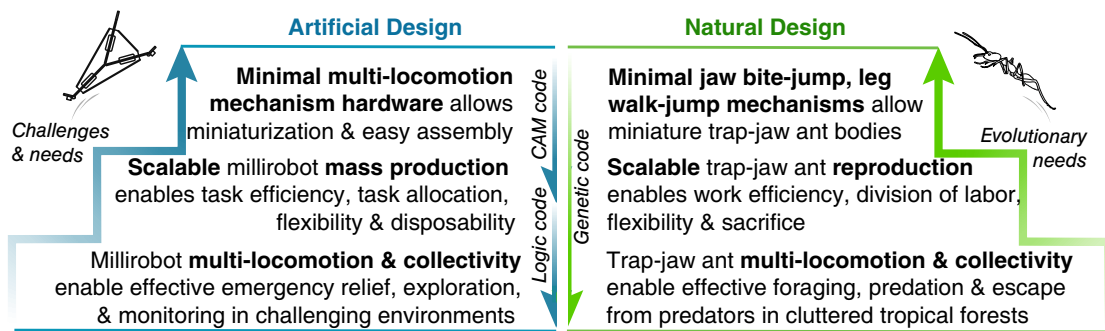 Artificial Design
Minimal multi-locomotion
mechanism hardware allows
miniaturization & easy assembly
Challenges
& needs
Scalable millirobot mass production
enables task efficiency, task allocation,
flexibility & disposability
Millirobot multi-locomotion & collectivity
enable effective emergency relief, exploration,
& monitoring in challenging environments
CAM code
Logic code
Natural Design
Minimal jaw bite-jump, leg
walk-jump mechanisms allow
miniature trap-jaw ant bodies
Evolutionary
needs
Genetic code
Scalable trap-jaw ant reproduction
enables work efficiency, division of labor,
flexibility & sacrifice
Trap-jaw ant multi-locomotion & collectivity
enable effective foraging, predation & escape
from predators in cluttered tropical forests